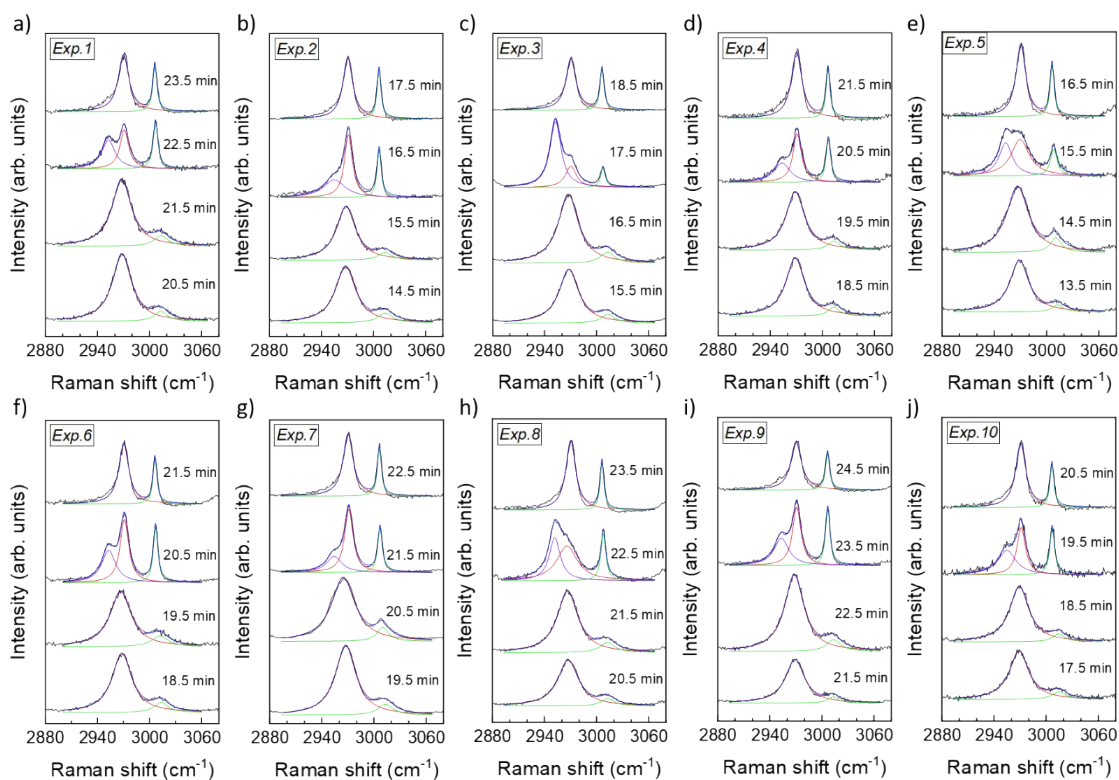 a)
Exp.1
23.5 min
22.5 min
21.5 min
20.5 min
Intensity (arb. units)
2880 2940 3000 3060
Raman shift (cm⁻¹)
b)
Exp.2
17.5 min
16.5 min
15.5 min
14.5 min
Intensity (arb. units)
2880 2940 3000 3060
Raman shift (cm⁻¹)
c)
Exp.3
18.5 min
17.5 min
16.5 min
15.5 min
Intensity (arb. units)
2880 2940 3000 3060
Raman shift (cm⁻¹)
d)
Exp.4
21.5 min
20.5 min
19.5 min
18.5 min
Intensity (arb. units)
2880 2940 3000 3060
Raman shift (cm⁻¹)
e)
Exp.5
16.5 min
15.5 min
14.5 min
13.5 min
Intensity (arb. units)
2880 2940 3000 3060
Raman shift (cm⁻¹)
f)
Exp.6
21.5 min
20.5 min
19.5 min
18.5 min
Intensity (arb. units)
2880 2940 3000 3060
Raman shift (cm⁻¹)
g)
Exp.7
22.5 min
21.5 min
20.5 min
19.5 min
Intensity (arb. units)
2880 2940 3000 3060
Raman shift (cm⁻¹)
h)
Exp.8
23.5 min
22.5 min
21.5 min
20.5 min
Intensity (arb. units)
2880 2940 3000 3060
Raman shift (cm⁻¹)
i)
Exp.9
24.5 min
23.5 min
22.5 min
21.5 min
Intensity (arb. units)
2880 2940 3000 3060
Raman shift (cm⁻¹)
j)
Exp.10
20.5 min
19.5 min
18.5 min
17.5 min
Intensity (arb. units)
2880 2940 3000 3060
Raman shift (cm⁻¹)